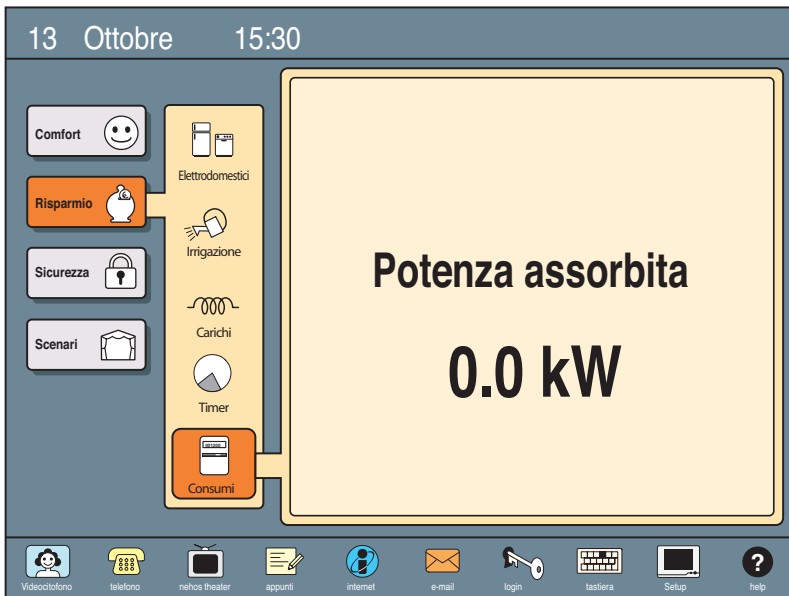 13 Ottobre 15:30
Comfort
Risparmio
Sicurezza
Scenari
Elettrodomestici
Irrigazione
Carichi
Timer
001200
Consumi
Potenza assorbita
0.0 kW
Videocitofono telefono nehos theater appunti internet e-mail login tastiera Setup help